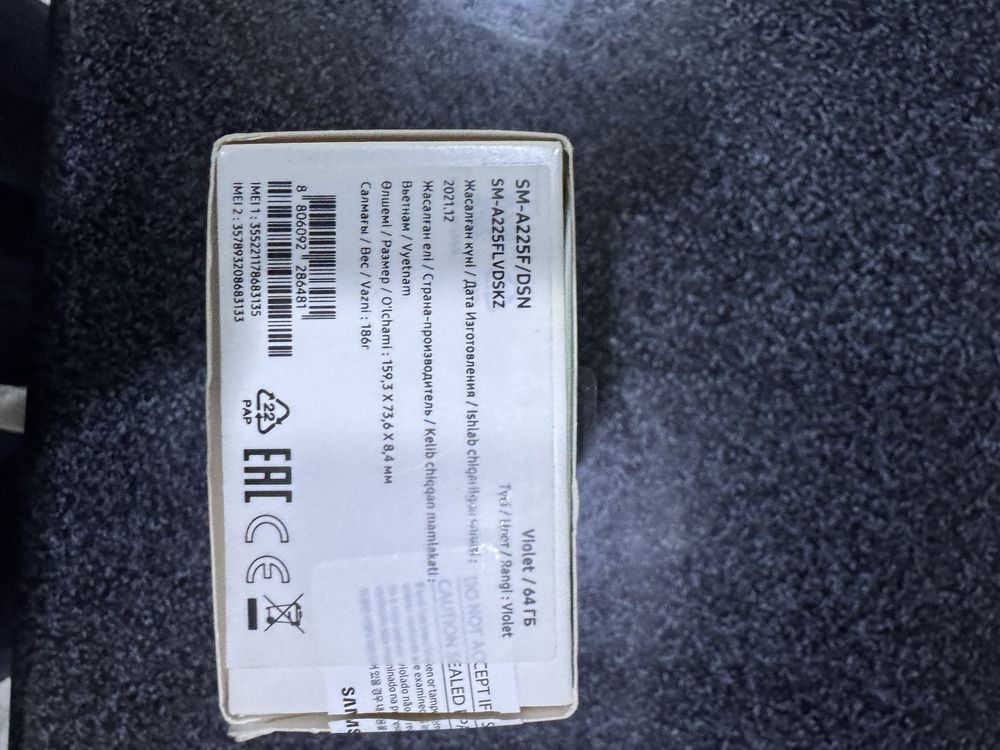 SM-A225F/DSN
Violet / 64 ГБ
SM-A225FLVDSKZ
Түсі / Цвет / Rangi : Violet
Жасалған күні / Дата Изготовления / Ishlab chiqarilgan sanasi :
2021.12
Жасалған елі / Страна-производитель / Kelib chiqqan mamlakati :
Вьетнам / Vyetnam
Өлшемі / Размер / O'lchami : 159,3 X 73,6 X 8,4 мм
Салмағы / Вес / Vazni : 186г
8 806092 286481
IMEI 1 : 355221178683135
IMEI 2 : 357893208683133
22
PAP
EAC
CE
DO NOT ACCEPT IF S
CAUTION SEALED